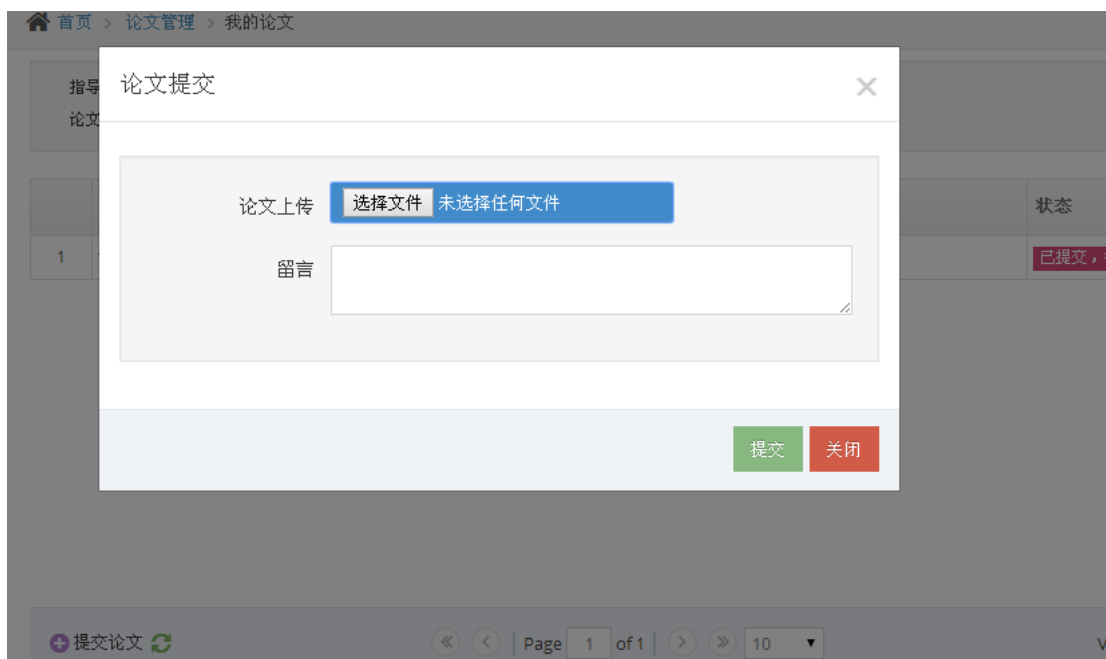 首页 > 论文管理 > 我的论文
论文提交
指导
论文
论文上传 选择文件 未选择任何文件
状态
留言
1
已提交，
提交 关闭
提交论文
Page 1 of 1
10
V